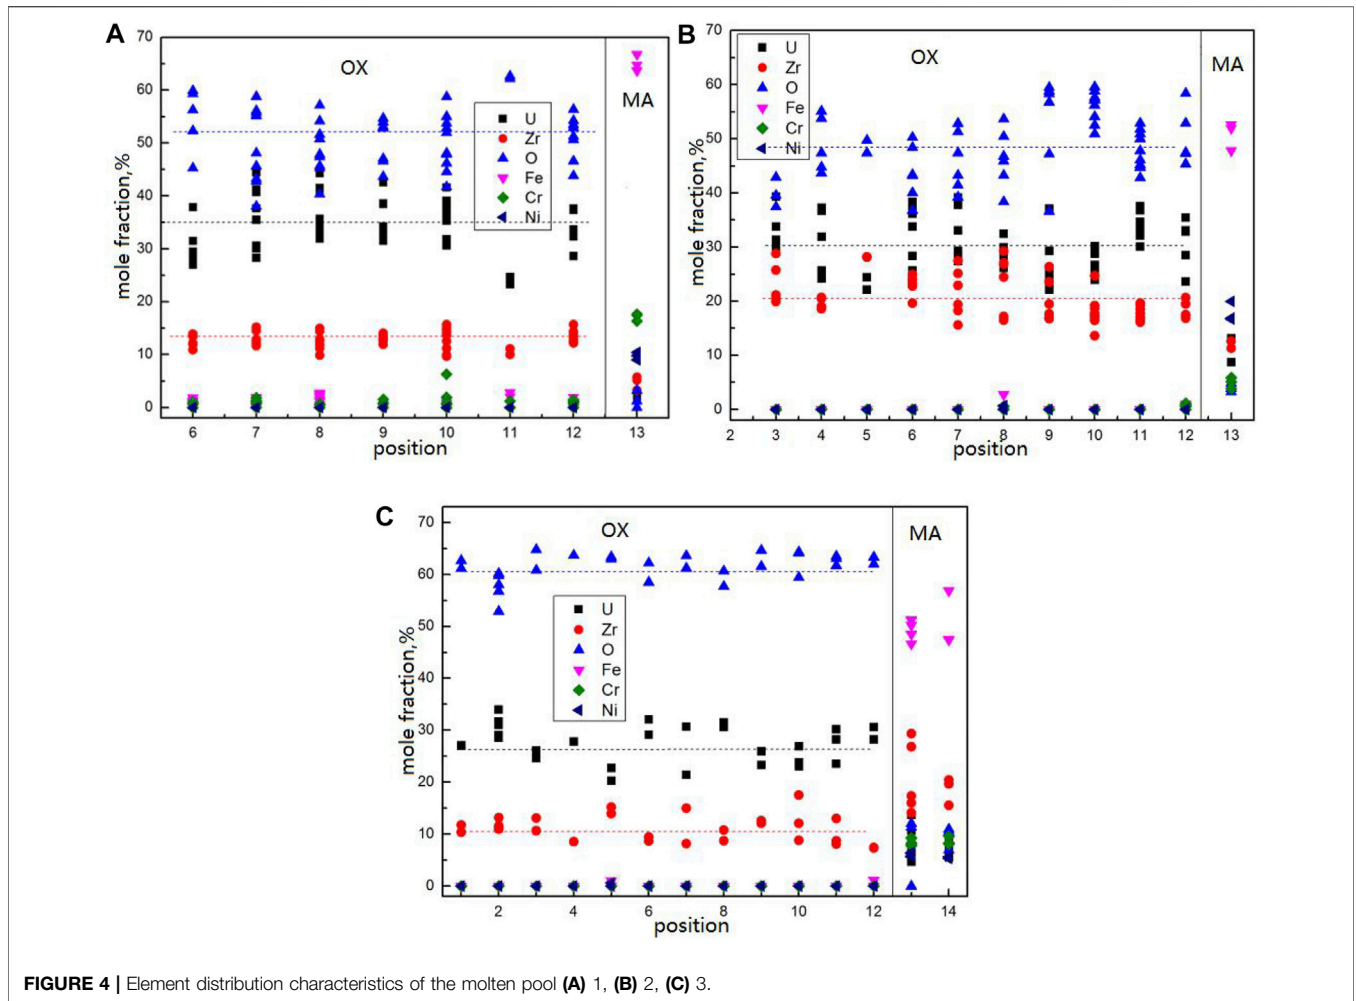 A
70
60
50
40
30
20
10
0
mole fraction,%
OX
MA
U
Zr
O
Fe
Cr
Ni
6 7 8 9 10 11 12 13
position
B
70
60
50
40
30
20
10
0
mole fraction,%
U
Zr
O
Fe
Cr
Ni
OX
MA
2 3 4 5 6 7 8 9 10 11 12 13
position
C
70
60
50
40
30
20
10
0
mole fraction,%
OX
MA
U
Zr
O
Fe
Cr
Ni
2 4 6 8 10 12 14
position
FIGURE 4 | Element distribution characteristics of the molten pool (A) 1, (B) 2, (C) 3.